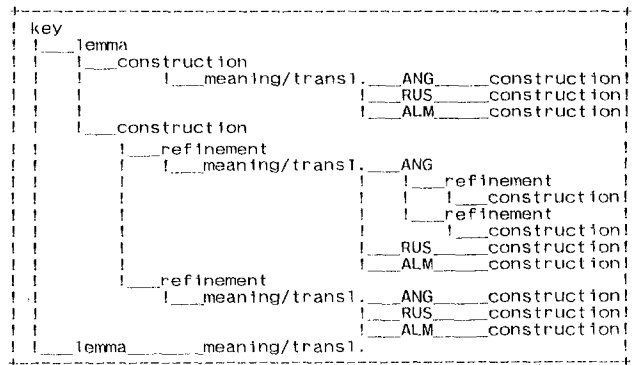 key
lemma
construction
meaning/transl. ANG construction
RUS construction
ALM construction
construction
refinement
meaning/transl. ANG
refinement
construction
refinement
construction
RUS construction
ALM construction
refinement
meaning/transl. ANG construction
RUS construction
ALM construction
lemma meaning/transl.